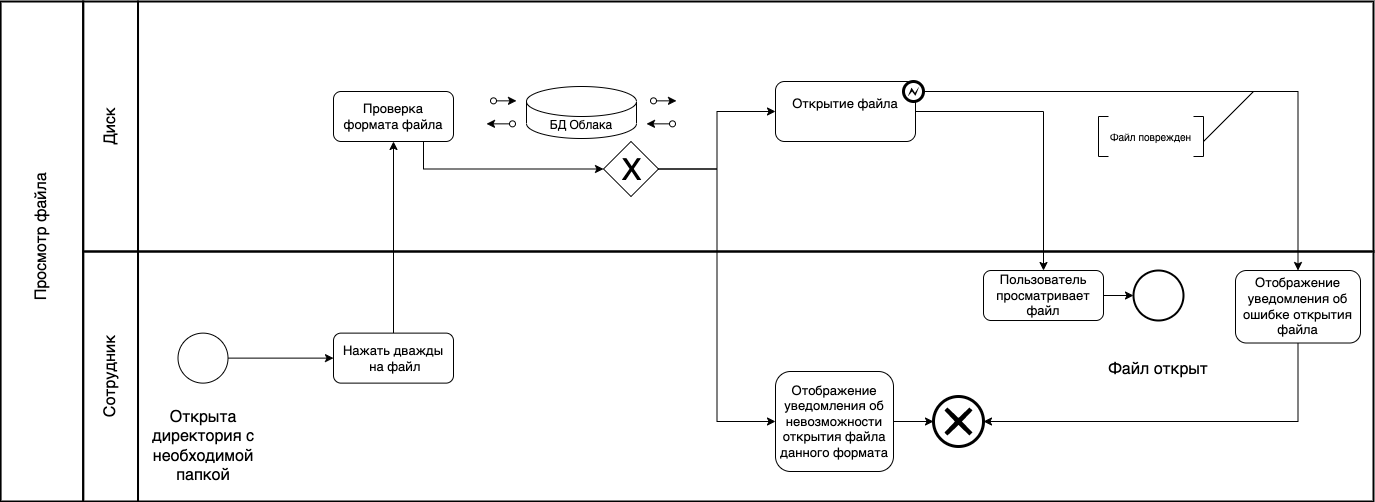 Просмотр файла
Диск
Проверка
формата файла
БД Облака
X
Открытие файла
Файл поврежден
Сотрудник
Открыта
директория с
необходимой
папкой
Нажать дважды
на файл
Отображение
уведомления об
невозможности
открытия файла
данного формата
Пользователь
просматривает
файл
Файл открыт
Отображение
уведомления об
ошибке открытия
файла